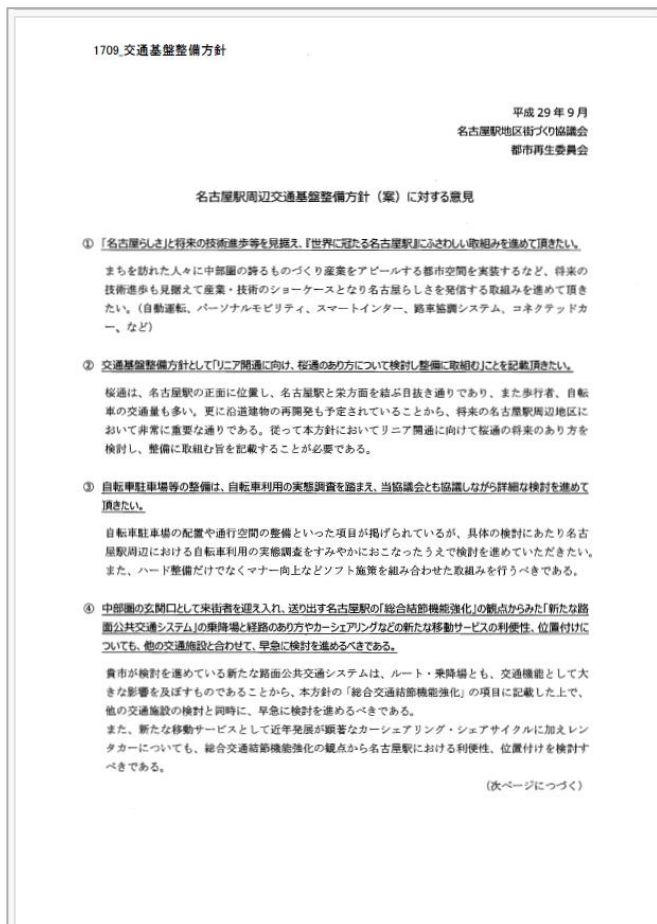 1709_交通基盤整備方針
平成 29 年 9 月
名古屋駅地区街づくり協議会
都市再生委員会
名古屋駅周辺交通基盤整備方針（案）に対する意見
① 「名古屋らしさ」と将来の技術進歩等を見据え、『世界に冠たる名古屋駅』にふさわしい取組みを進めて頂きたい。
まちを訪れた人々に中部圏の誇るものづくり産業をアピールする都市空間を実装するなど、将来の
技術進歩も見据えて産業・技術のショーケースとなり名古屋らしさを発信する取組みを進めて頂き
たい。（自動運転、パーソナルモビリティ、スマートインター、路車協調システム、コネクテッドカ
ー、など）
② 交通基盤整備方針として「リニア開通に向け、桜通のあり方について検討し整備に取組む」ことを記載頂きたい。
桜通は、名古屋駅の正面に位置し、名古屋駅と栄方面を結ぶ目抜き通りであり、また歩行者、自転
車の交通量も多い。更に沿道建物の再開発も予定されていることから、将来の名古屋駅周辺地区に
おいて非常に重要な通りである。従って本方針においてリニア開通に向けて桜通の将来のあり方を
検討し、整備に取組む旨を記載することが必要である。
③ 自転車駐車場等の整備は、自転車利用の実態調査を踏まえ、当協議会とも協議しながら詳細な検討を進めて
頂きたい。
自転車駐車場の配置や通行空間の整備といった項目が掲げられているが、具体の検討にあたり名古
屋駅周辺における自転車利用の実態調査をすみやかにおこなったうえで検討を進めていただきたい。
また、ハード整備だけでなくマナー向上などソフト施策を組み合わせた取組みを行うべきである。
④ 中部圏の玄関口として来街者を迎え入れ、送り出す名古屋駅の「総合結節機能強化」の観点からみた「新たな路
面公共交通システム」の乗降場と経路のあり方やカーシェアリングなどの新たな移動サービスの利便性、位置付けに
ついても、他の交通施設と合わせて、早急に検討を進めるべきである。
貴市が検討を進めている新たな路面公共交通システムは、ルート・乗降場とも、交通機能として大
きな影響を及ぼすものであることから、本方針の「総合交通結節機能強化」の項目に記載した上で、
他の交通施設の検討と同時に、早急に検討を進めるべきである。
また、新たな移動サービスとして近年発展が顕著なカーシェアリング・シェアサイクルに加えレン
タカーについても、総合交通結節機能強化の観点から名古屋駅における利便性、位置付けを検討す
べきである。
（次ページにつづく）